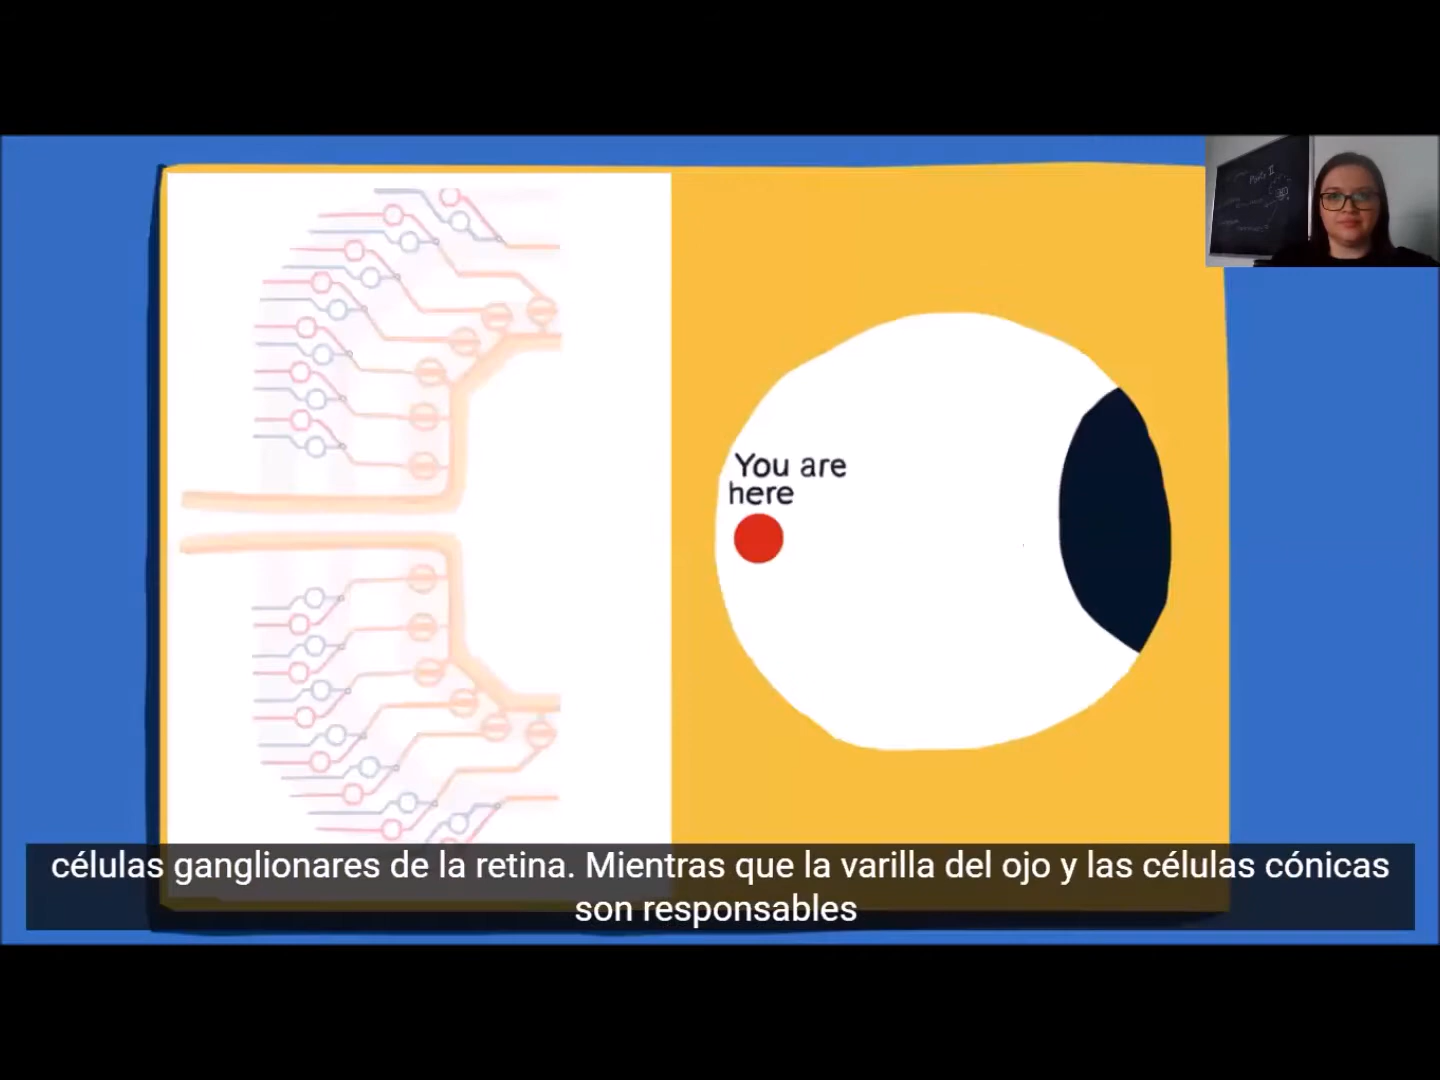 You are
here
células ganglionares de la retina. Mientras que la varilla del ojo y las células cónicas
son responsables